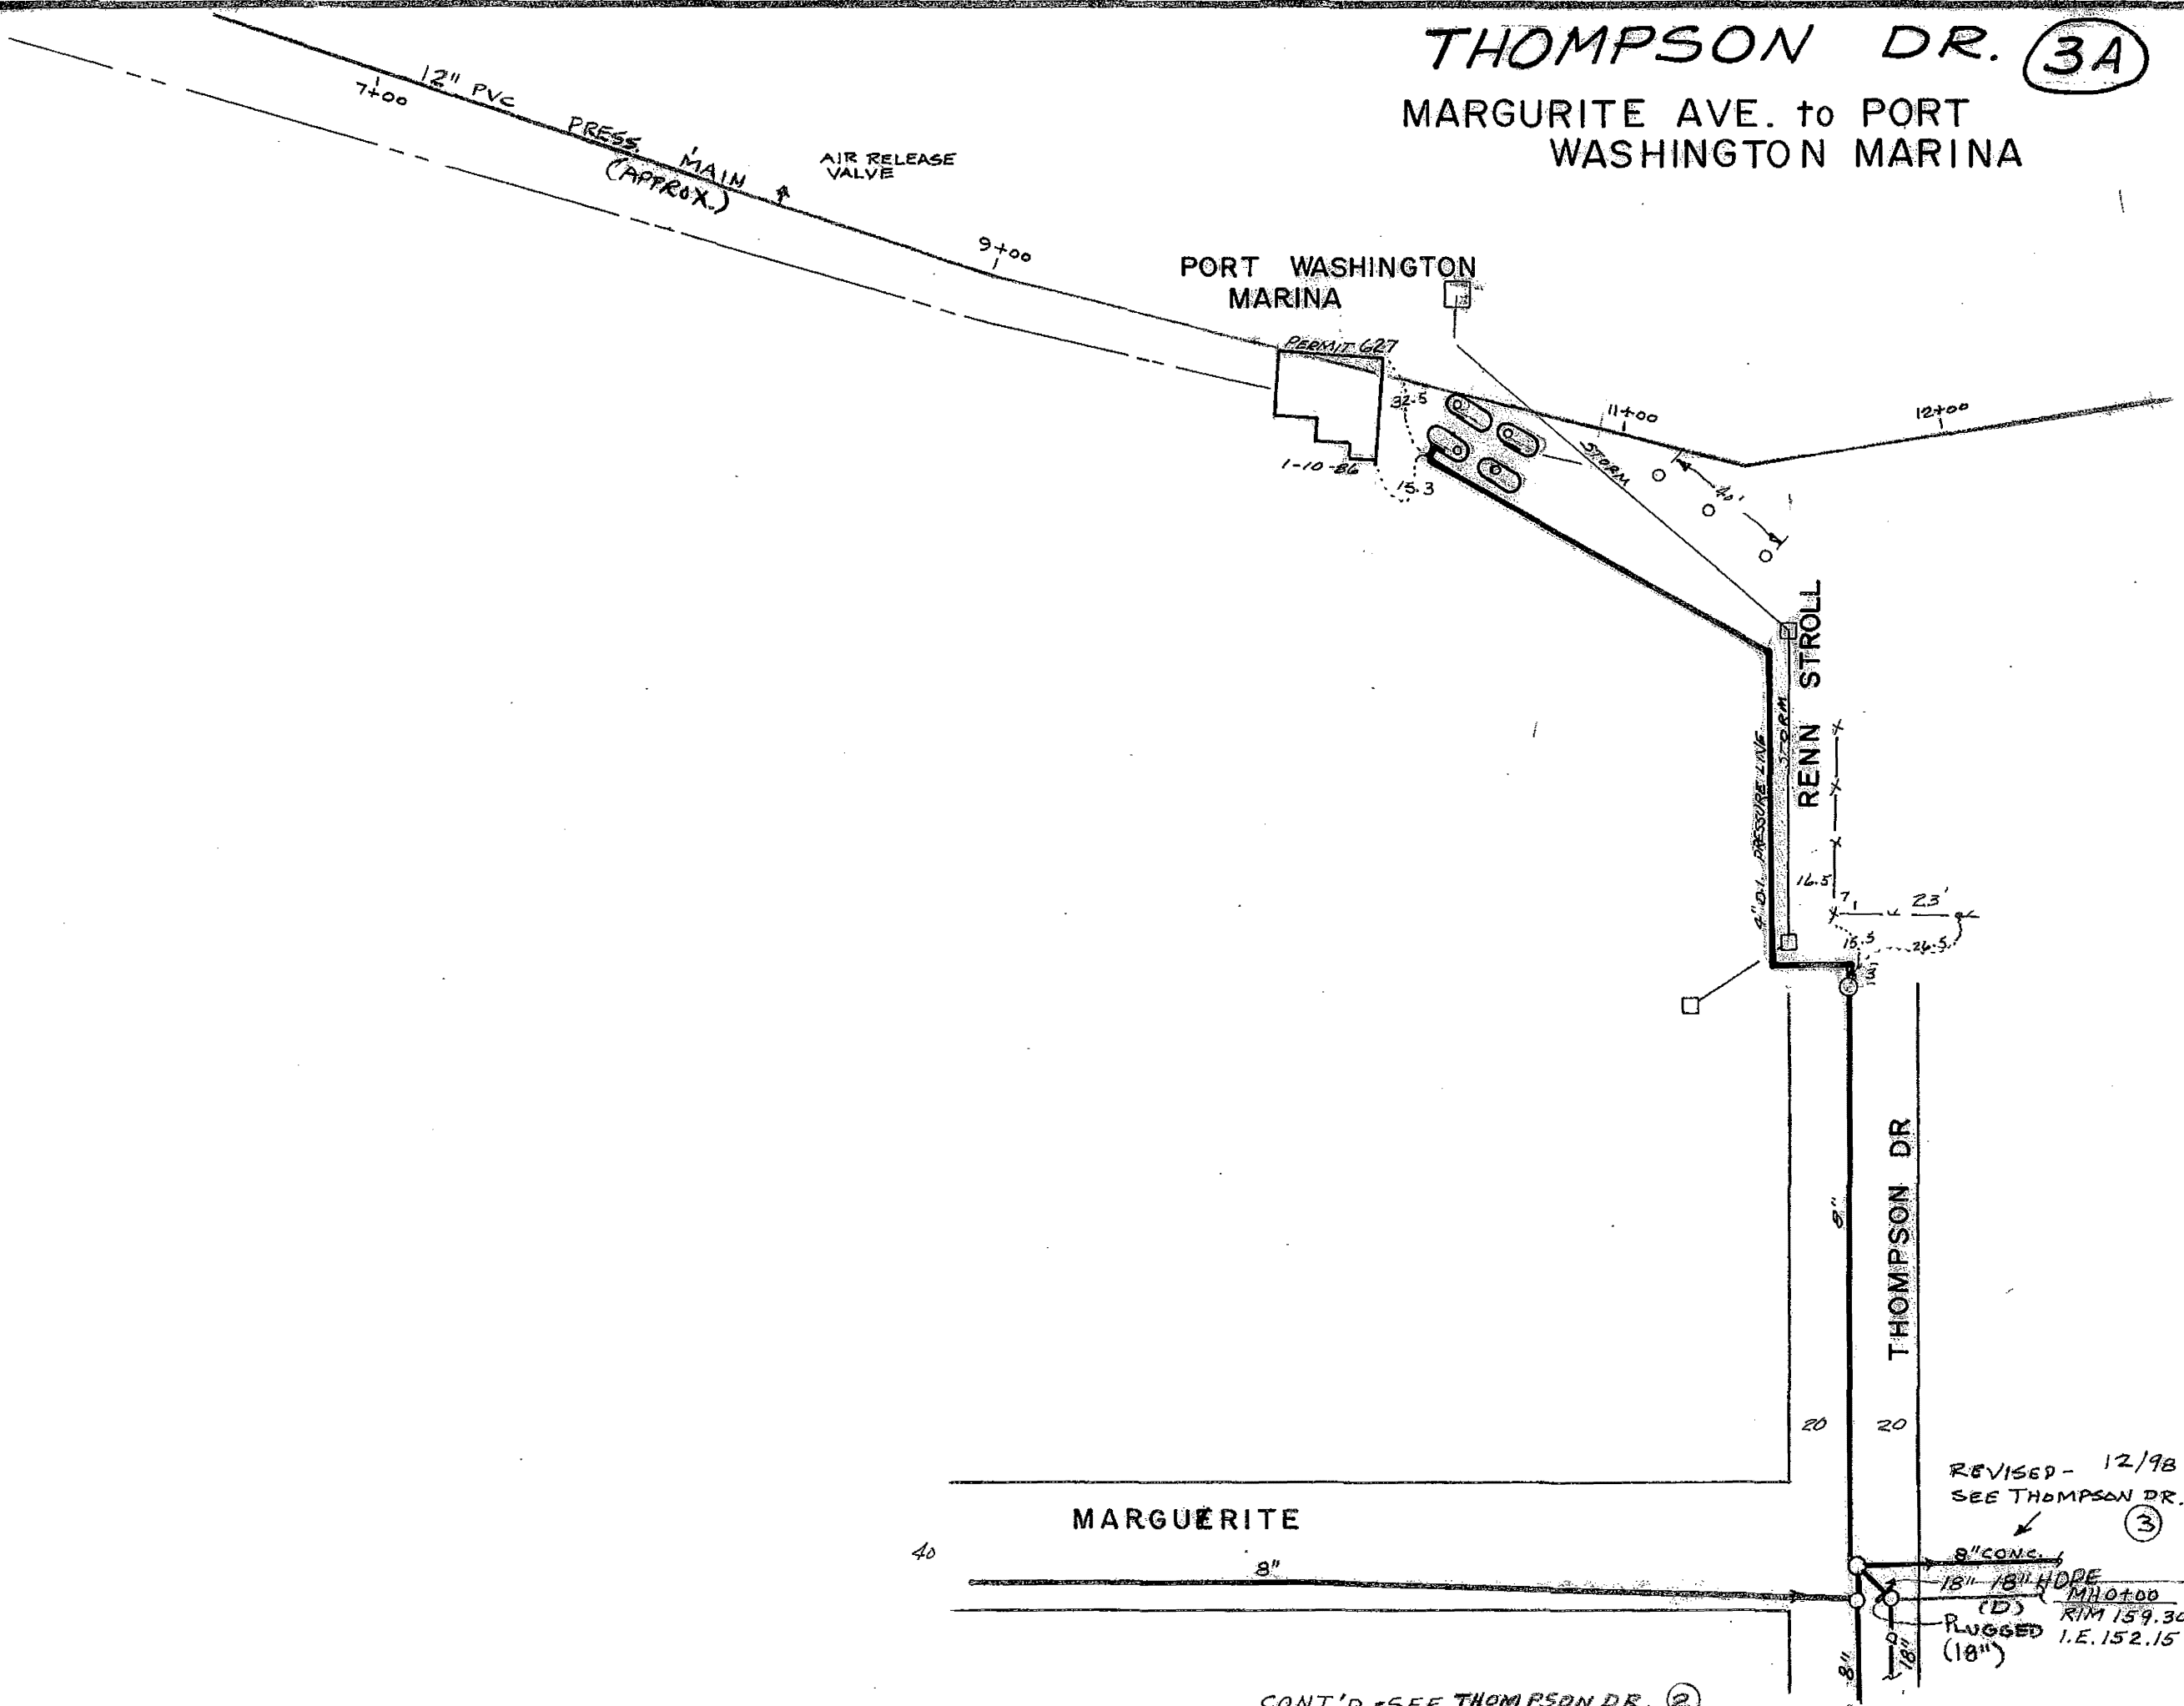 THOMPSON DR. 3A
MARGURITE AVE. to PORT
WASHINGTON MARINA
7+00
12" PVC
PRESS. MAIN
(APPROX.)
AIR RELEASE
VALVE
9+00
PORT WASHINGTON
MARINA
PERMIT 627
32.5
1-10-86
15.3
11+00
12+00
STORM
40'
RENN STROLL
STORM
4" D.I. PRESSURE LINE
16.5
7
23'
15.5
26.5
8"
THOMPSON DR
20
20
REVISED - 12/98
SEE THOMPSON DR.
3
MARGUERITE
40
8"
8" CONC.
18" 18" HDPE
(D)
MH 0+00
PLUGGED
(18")
I.E. 152.15
8"
18"
CONT'D - SEE THOMPSON DR. 2